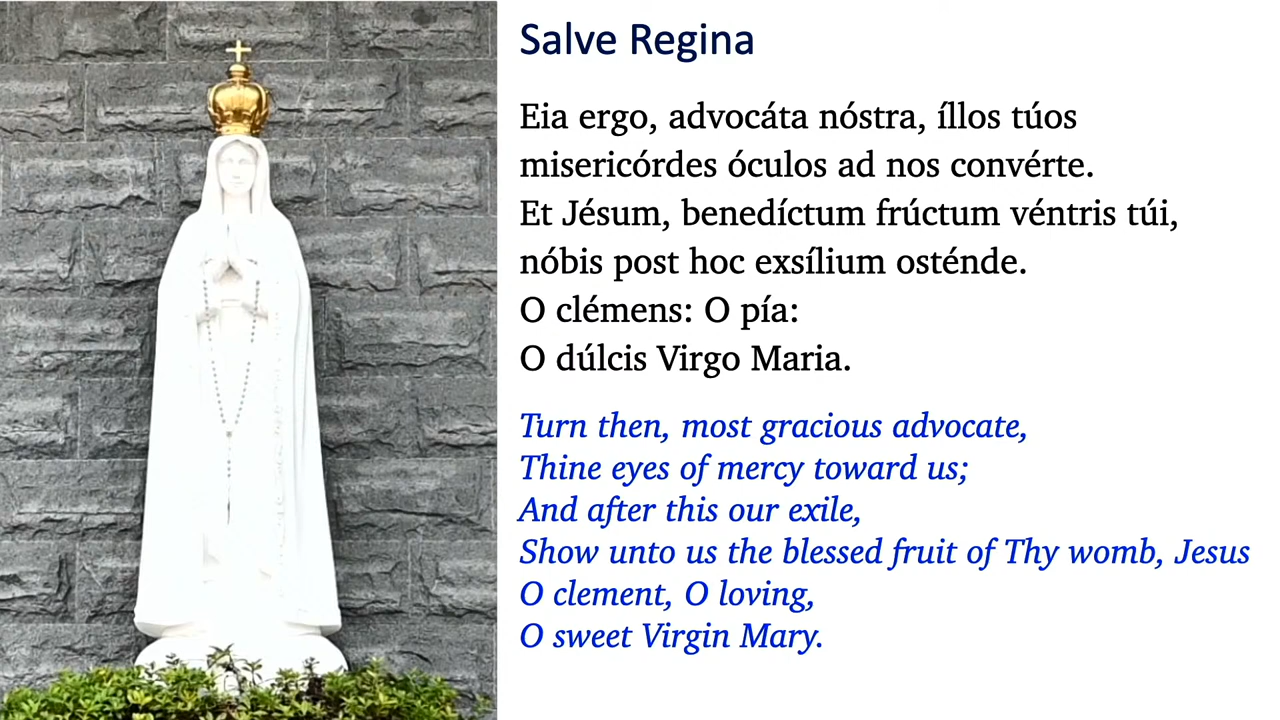 Salve Regina
Eia ergo, advocáta nóstra, íllos túos
misericórdes óculos ad nos convérte.
Et Jésum, benedíctum frúctum véntris túi,
nóbis post hoc exsílium osténde.
O clémens: O pía:
O dúlcis Virgo Maria.
Turn then, most gracious advocate,
Thine eyes of mercy toward us;
And after this our exile,
Show unto us the blessed fruit of Thy womb, Jesus
O clement, O loving,
O sweet Virgin Mary.